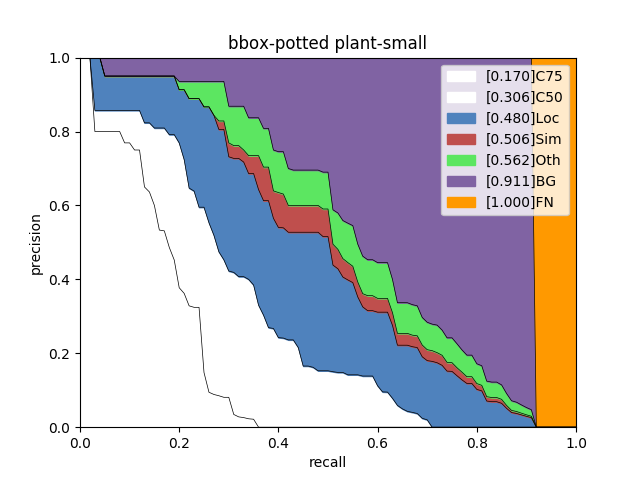 bbox-potted plant-small
[0.170]C75
[0.306]C50
[0.480]Loc
[0.506]Sim
[0.562]Oth
[0.911]BG
[1.000]FN
precision
1.0
0.8
0.6
0.4
0.2
0.0
0.0 0.2 0.4 0.6 0.8 1.0
recall